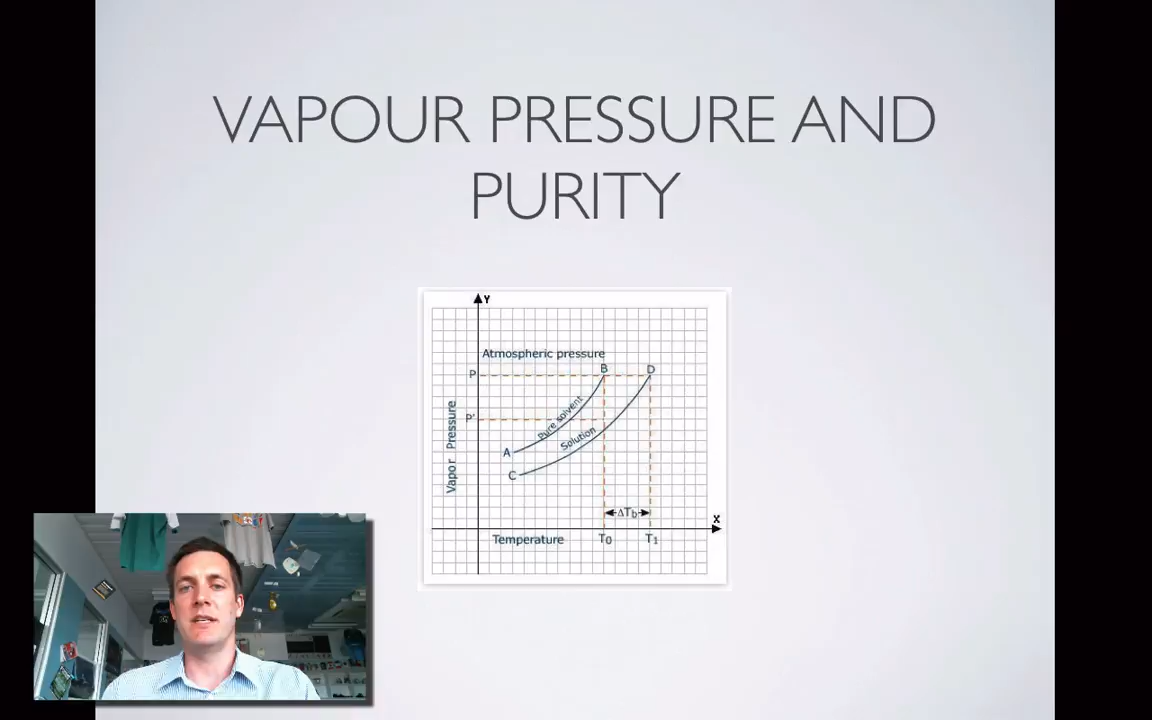 VAPOUR PRESSURE AND
PURITY
Y
Atmospheric pressure
P
B
D
P'
Pure solvent
Solution
A
C
Vapor Pressure
ΔTb
X
Temperature
T0
T1